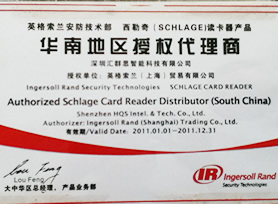 英格索兰安防技术部 西勒奇(SCHLAGE)读卡器产品
华南地区授权代理商
深圳汇群思智能科技有限公司
授权单位：英格索兰（上海）贸易有限公司
Ingersoll Rand Security Technologies SCHLAGE CARD READER
Authorized Schlage Card Reader Distributor (South China)
Shenzhen HQS Intel. & Tech. Co., Ltd.
Authorizer: Ingersoll Rand (Shanghai) Trading Co., Ltd.
有效期/Valid Date: 2011.01.01—2011.12.31
大中华区总经理，产品业务部
IR Ingersoll Rand
Security Technologies